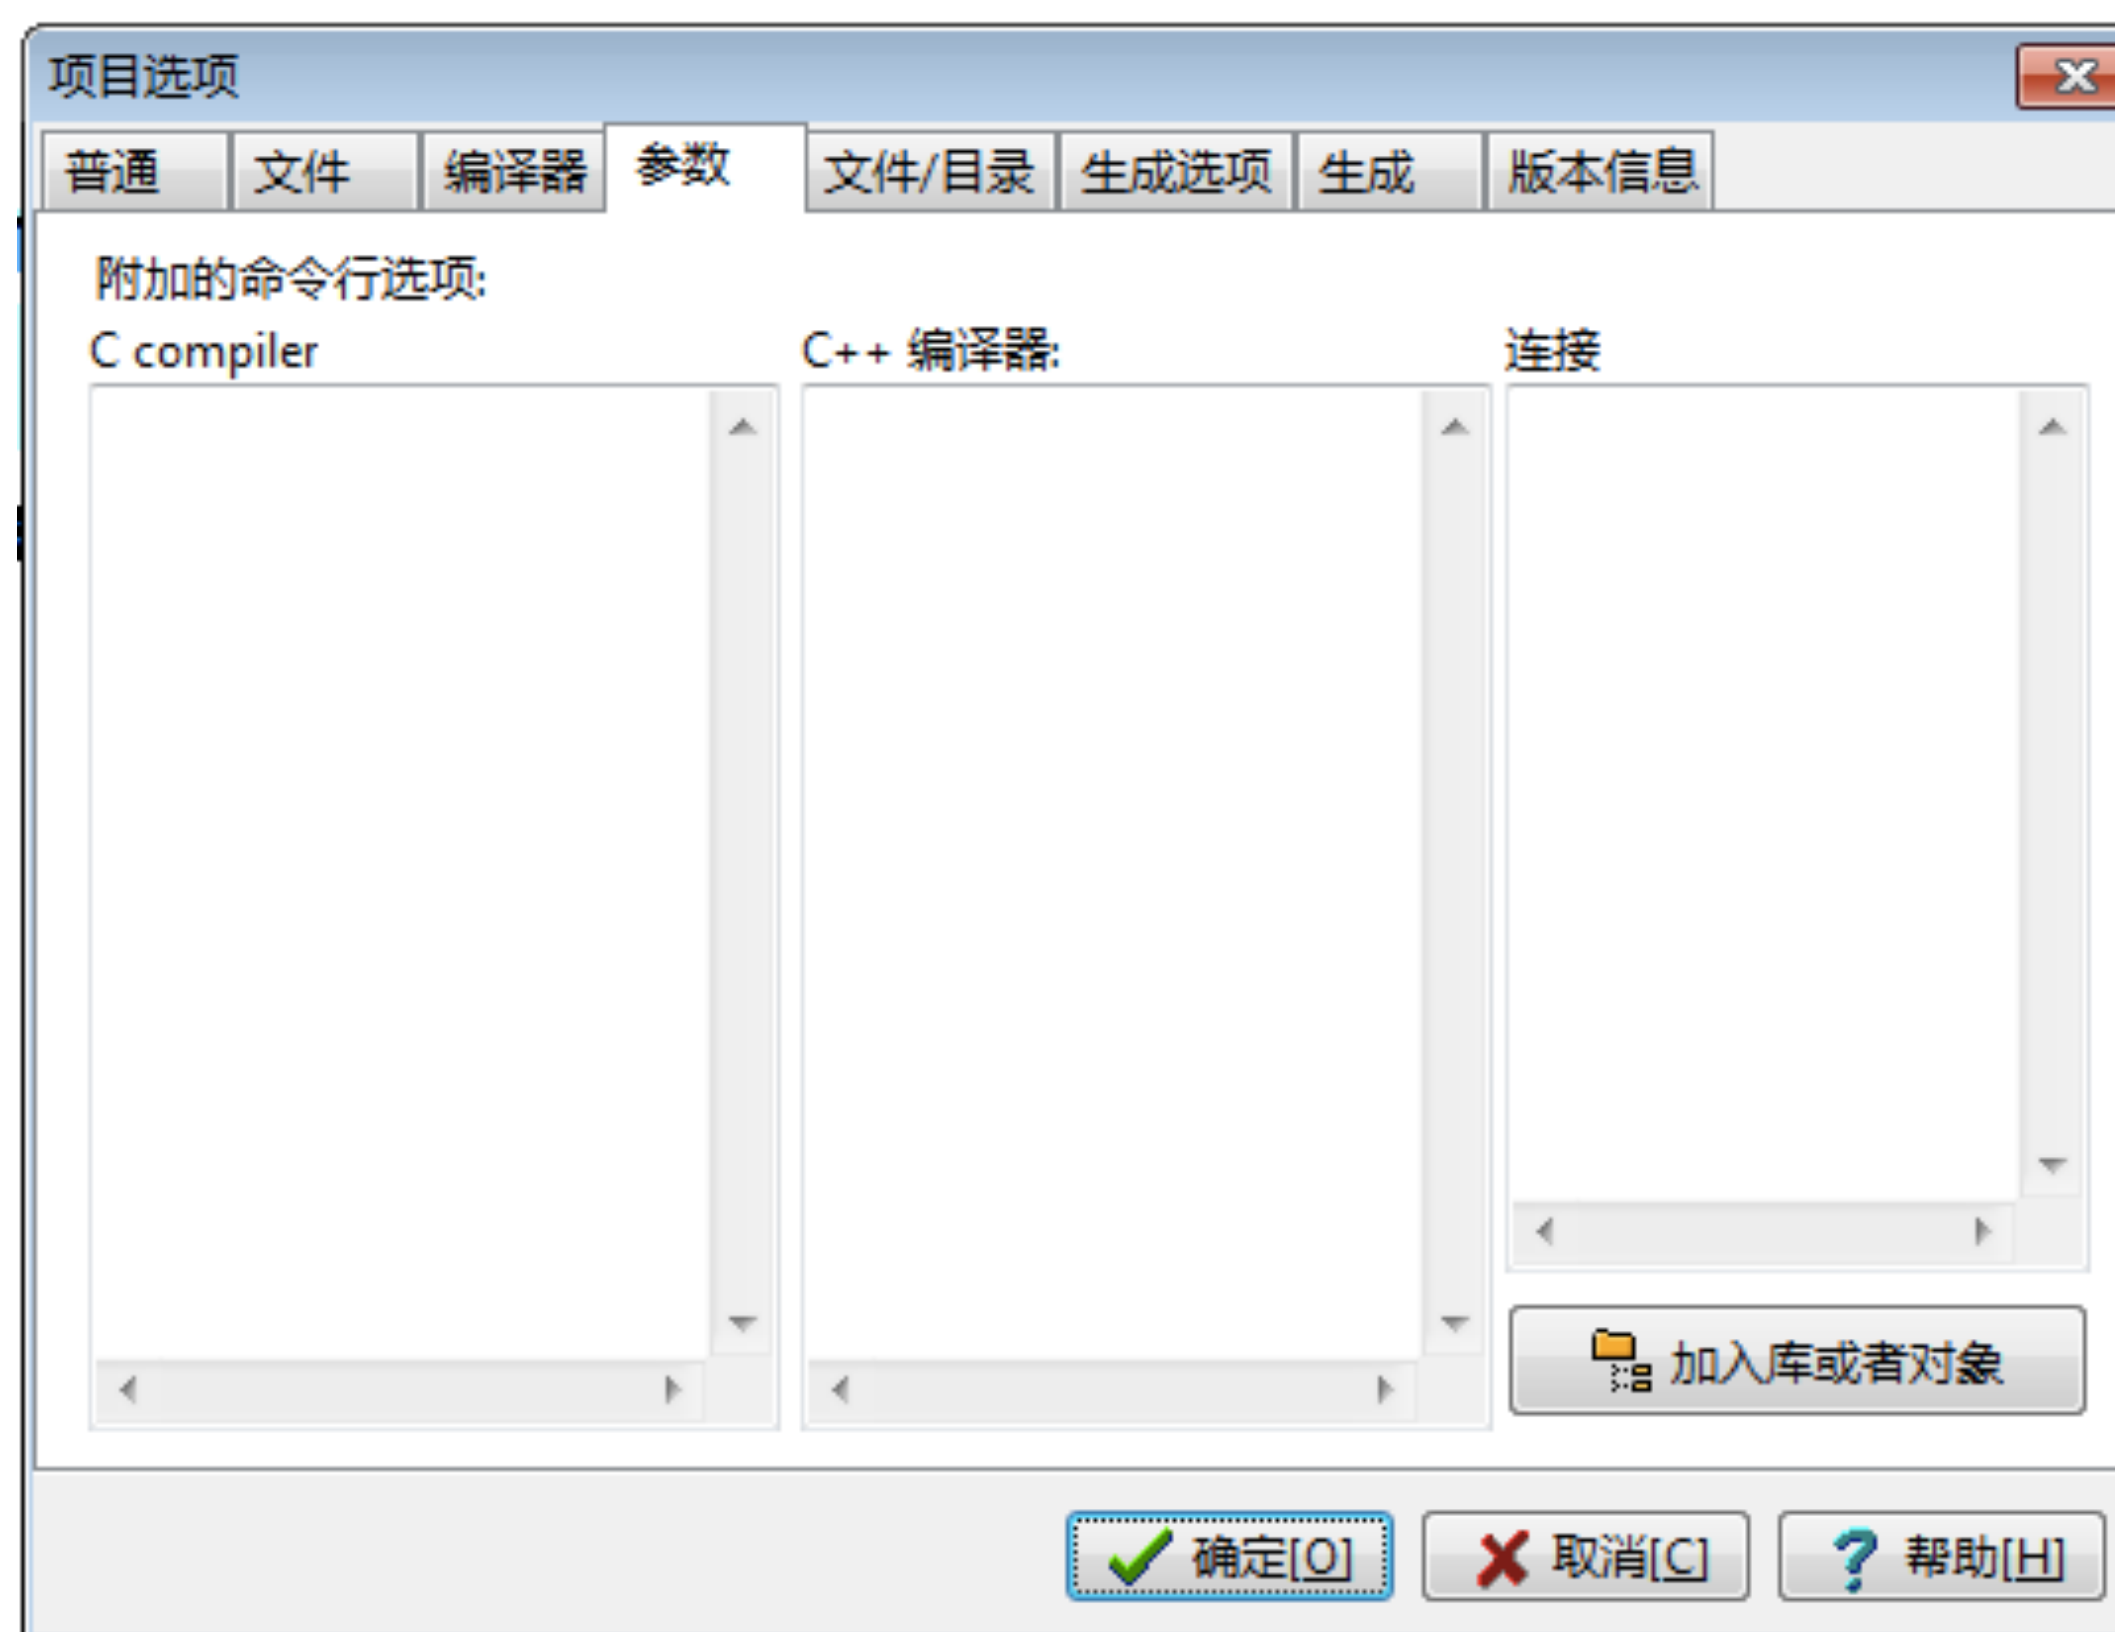 项目选项
普通 文件 编译器 参数 文件/目录 生成选项 生成 版本信息
附加的命令行选项:
C compiler C++ 编译器: 连接
加入库或者对象
确定[O] 取消[C] 帮助[H]